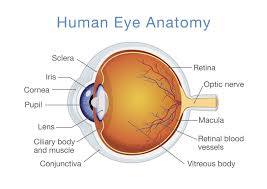 Human Eye Anatomy
Sclera
Iris
Cornea
Pupil
Lens
Ciliary body
and muscle
Conjunctiva
Retina
Optic nerve
Macula
Retinal blood
vessels
Vitreous body